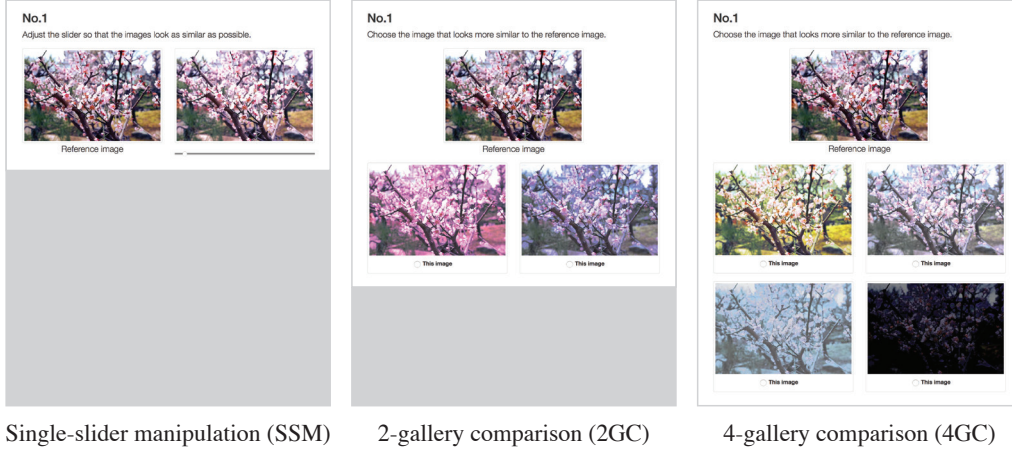 No.1
Adjust the slider so that the images look as similar as possible.
Reference image
No.1
Choose the image that looks more similar to the reference image.
Reference image
This image
This image
No.1
Choose the image that looks more similar to the reference image.
Reference image
This image
This image
This image
This image
Single-slider manipulation (SSM)
2-gallery comparison (2GC)
4-gallery comparison (4GC)